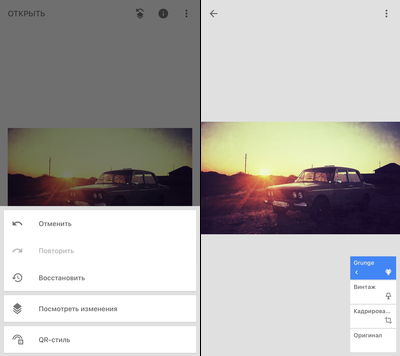 ОТКРЫТЬ
Отменить
Повторить
Восстановить
Посмотреть изменения
QR-стиль
Grunge
Винтаж
Кадрирова...
Оригинал